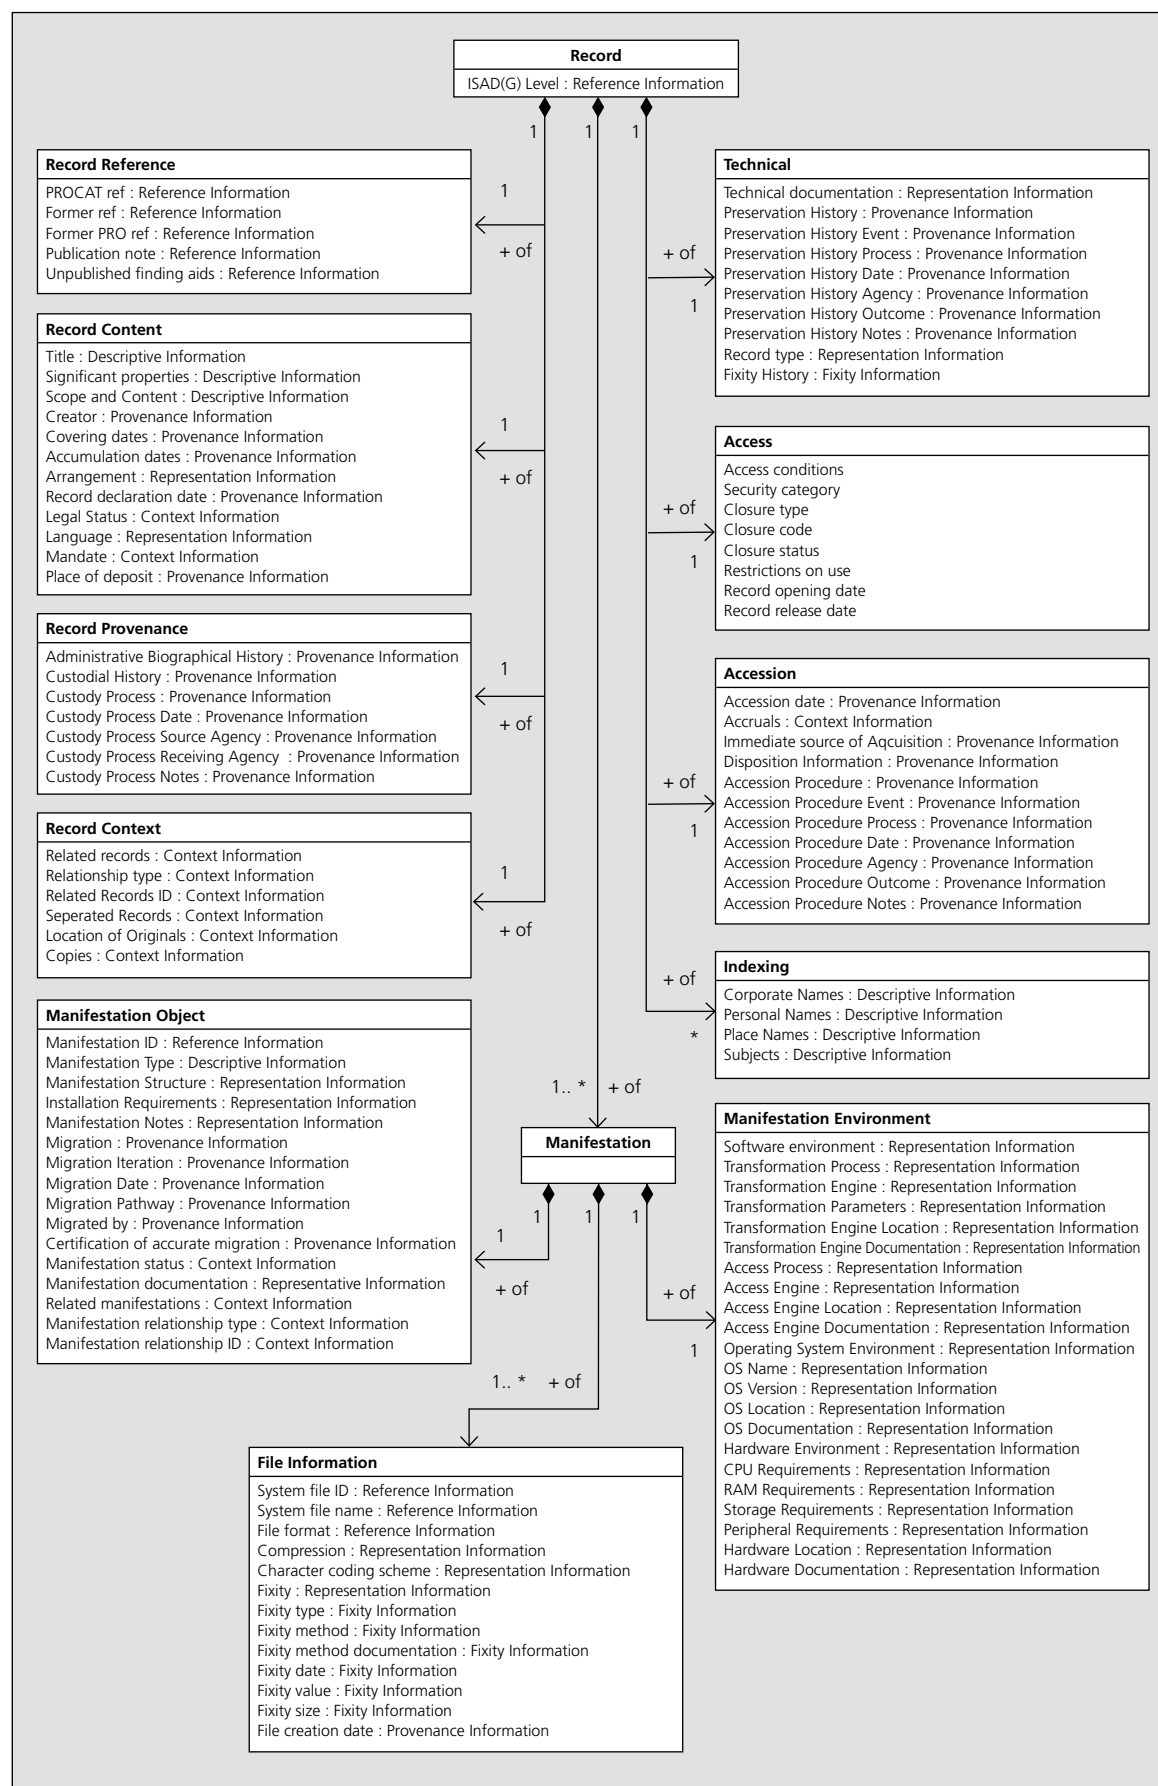 Record
ISAD(G) Level : Reference Information
1
1
1
Record Reference
PROCAT ref : Reference Information
Former ref : Reference Information
Former PRO ref : Reference Information
Publication note : Reference Information
Unpublished finding aids : Reference Information
1
+ of
Record Content
Title : Descriptive Information
Significant properties : Descriptive Information
Scope and Content : Descriptive Information
Creator : Provenance Information
Covering dates : Provenance Information
Accumulation dates : Provenance Information
Arrangement : Representation Information
Record declaration date : Provenance Information
Legal Status : Context Information
Language : Representation Information
Mandate : Context Information
Place of deposit : Provenance Information
1
+ of
Record Provenance
Administrative Biographical History : Provenance Information
Custodial History : Provenance Information
Custody Process : Provenance Information
Custody Process Date : Provenance Information
Custody Process Source Agency : Provenance Information
Custody Process Receiving Agency : Provenance Information
Custody Process Notes : Provenance Information
1
+ of
Record Context
Related records : Context Information
Relationship type : Context Information
Related Records ID : Context Information
Seperated Records : Context Information
Location of Originals : Context Information
Copies : Context Information
1
+ of
Technical
Technical documentation : Representation Information
Preservation History : Provenance Information
Preservation History Event : Provenance Information
Preservation History Process : Provenance Information
Preservation History Date : Provenance Information
Preservation History Agency : Provenance Information
Preservation History Outcome : Provenance Information
Preservation History Notes : Provenance Information
Record type : Representation Information
Fixity History : Fixity Information
+ of
1
Access
Access conditions
Security category
Closure type
Closure code
Closure status
Restrictions on use
Record opening date
Record release date
+ of
1
Accession
Accession date : Provenance Information
Accruals : Context Information
Immediate source of Aqcuisition : Provenance Information
Disposition Information : Provenance Information
Accession Procedure : Provenance Information
Accession Procedure Event : Provenance Information
Accession Procedure Process : Provenance Information
Accession Procedure Date : Provenance Information
Accession Procedure Agency : Provenance Information
Accession Procedure Outcome : Provenance Information
Accession Procedure Notes : Provenance Information
+ of
1
Indexing
Corporate Names : Descriptive Information
Personal Names : Descriptive Information
Place Names : Descriptive Information
Subjects : Descriptive Information
+ of
*
1.. * + of
Manifestation
1
1
1
Manifestation Object
Manifestation ID : Reference Information
Manifestation Type : Descriptive Information
Manifestation Structure : Representation Information
Installation Requirements : Representation Information
Manifestation Notes : Representation Information
Migration : Provenance Information
Migration Iteration : Provenance Information
Migration Date : Provenance Information
Migration Pathway : Provenance Information
Migrated by : Provenance Information
Certification of accurate migration : Provenance Information
Manifestation status : Context Information
Manifestation documentation : Representative Information
Related manifestations : Context Information
Manifestation relationship type : Context Information
Manifestation relationship ID : Context Information
1
+ of
Manifestation Environment
Software environment : Representation Information
Transformation Process : Representation Information
Transformation Engine : Representation Information
Transformation Parameters : Representation Information
Transformation Engine Location : Representation Information
Transformation Engine Documentation : Representation Information
Access Process : Representation Information
Access Engine : Representation Information
Access Engine Location : Representation Information
Access Engine Documentation : Representation Information
Operating System Environment : Representation Information
OS Name : Representation Information
OS Version : Representation Information
OS Location : Representation Information
OS Documentation : Representation Information
Hardware Environment : Representation Information
CPU Requirements : Representation Information
RAM Requirements : Representation Information
Storage Requirements : Representation Information
Peripheral Requirements : Representation Information
Hardware Location : Representation Information
Hardware Documentation : Representation Information
+ of
1
1.. * + of
File Information
System file ID : Reference Information
System file name : Reference Information
File format : Reference Information
Compression : Representation Information
Character coding scheme : Representation Information
Fixity : Representation Information
Fixity type : Fixity Information
Fixity method : Fixity Information
Fixity method documentation : Fixity Information
Fixity date : Fixity Information
Fixity value : Fixity Information
Fixity size : Fixity Information
File creation date : Provenance Information